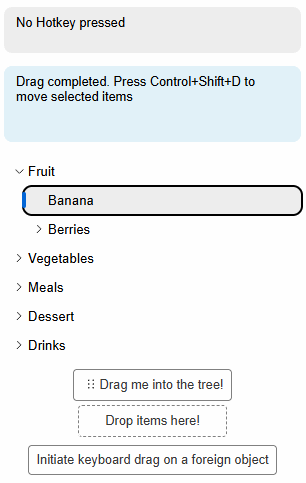 No Hotkey pressed
Drag completed. Press Control+Shift+D to
move selected items
Fruit
Banana
Berries
Vegetables
Meals
Dessert
Drinks
Drag me into the tree!
Drop items here!
Initiate keyboard drag on a foreign object